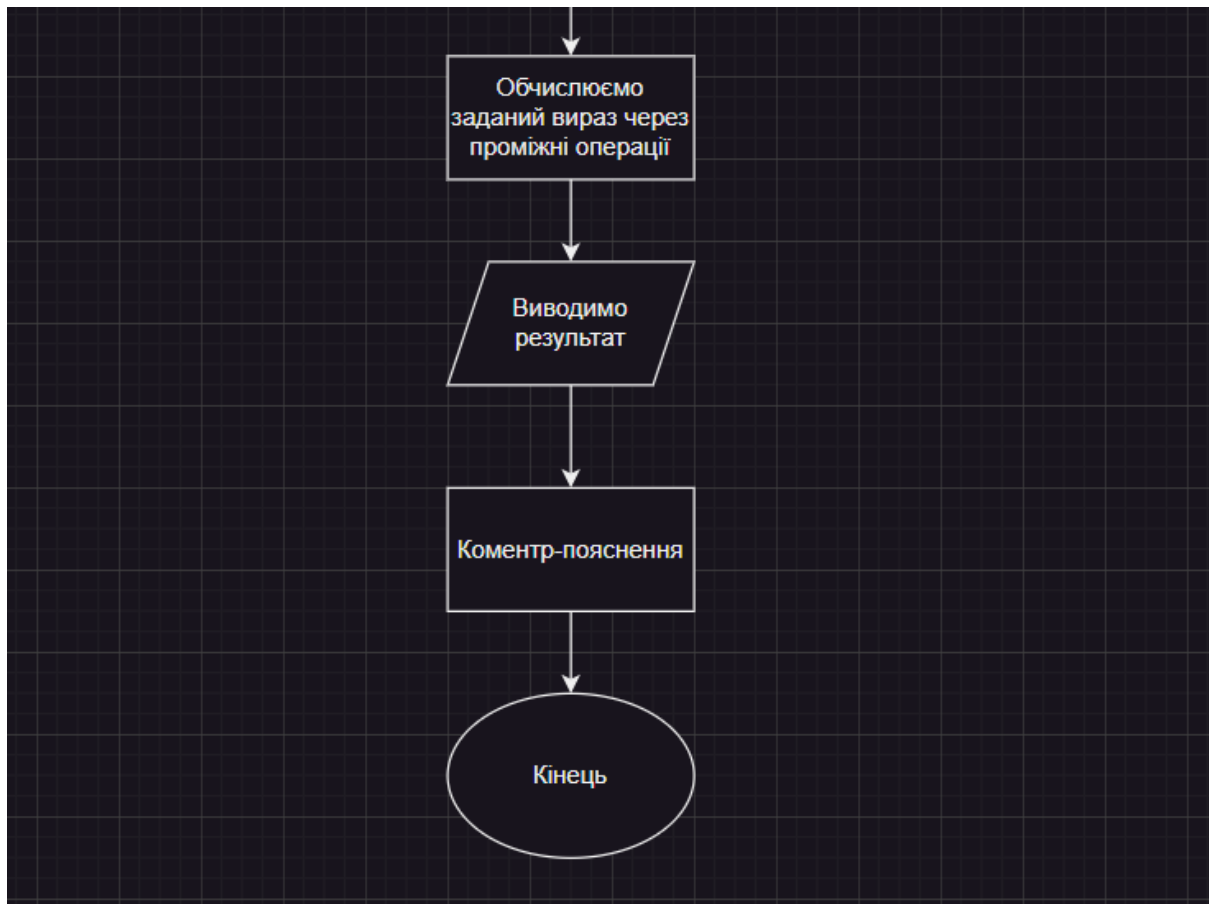 Обчислюємо
заданий вираз через
проміжні операції
Виводимо
результат
Коментр-пояснення
Кінець